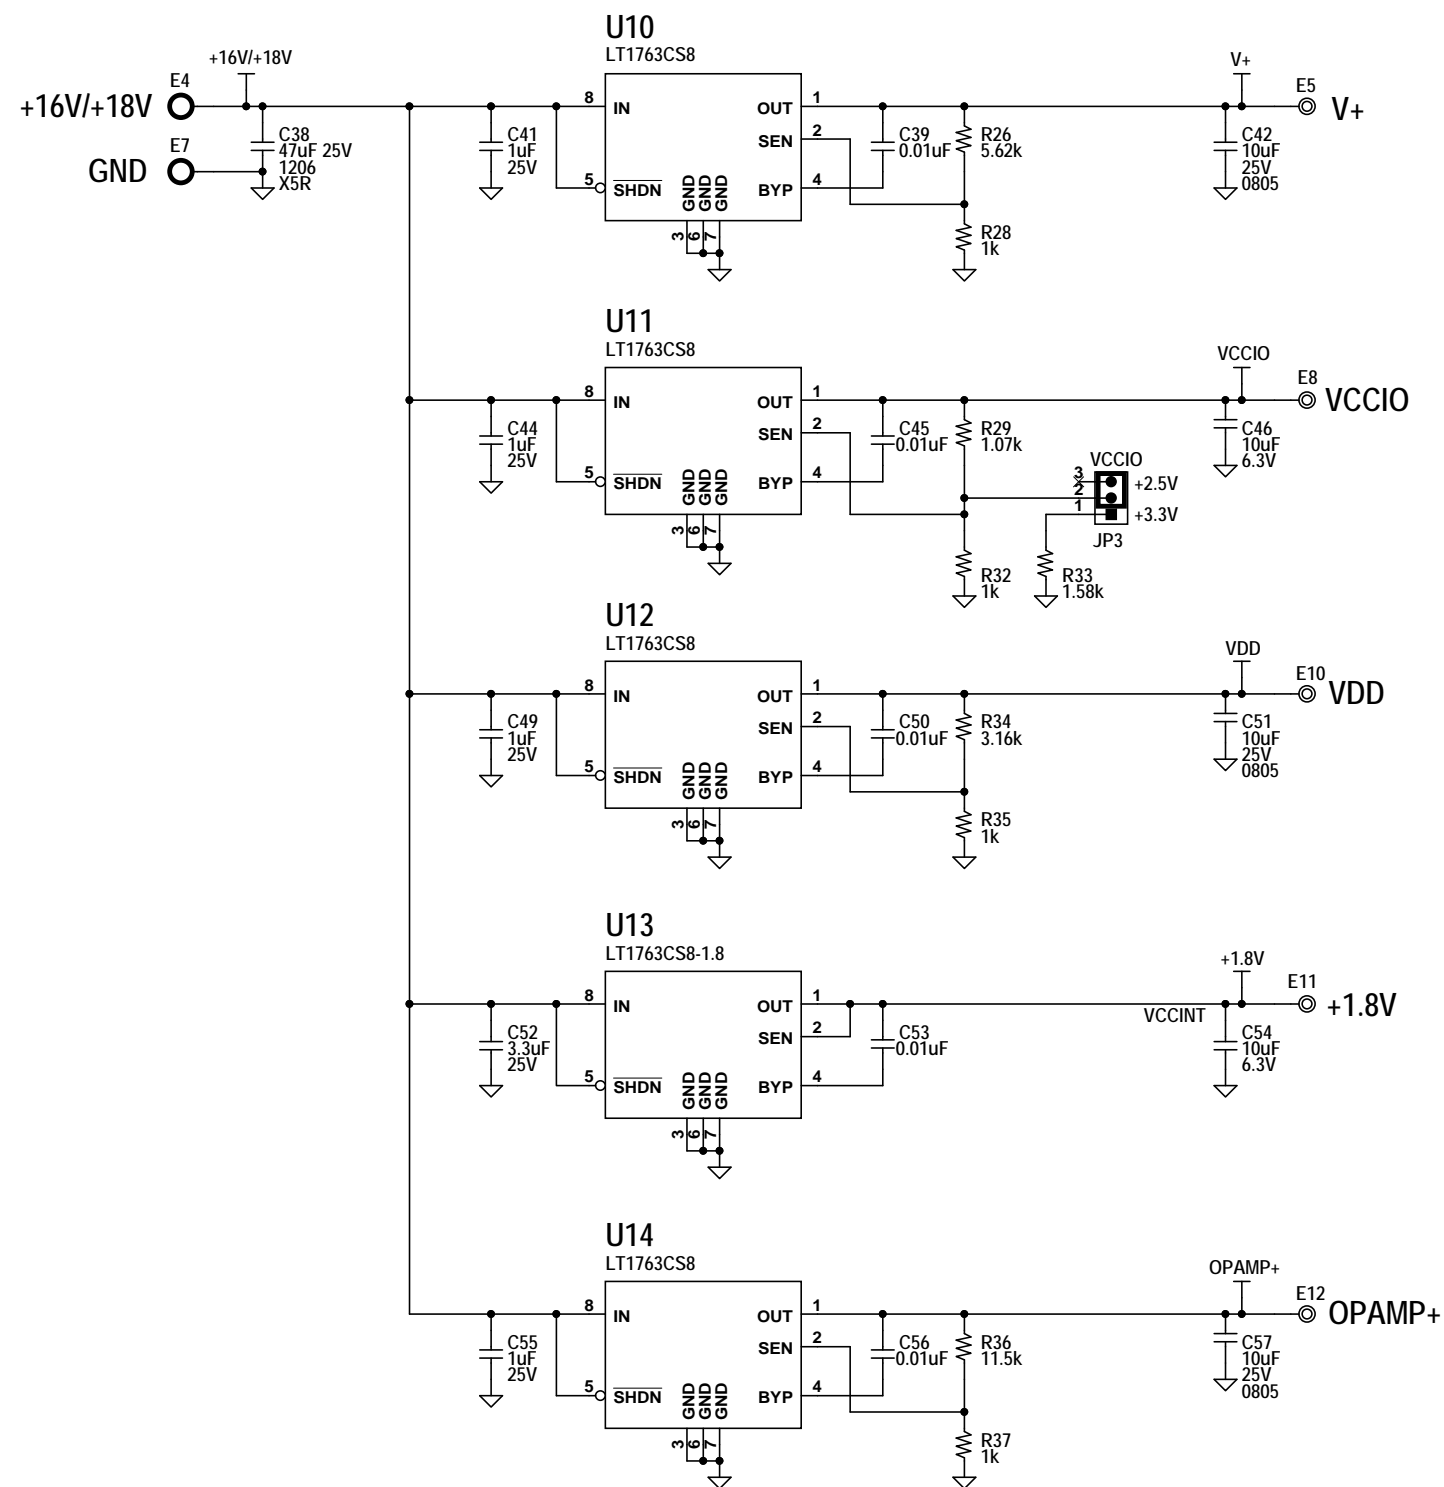 U10
LT1763CS8
+16V/+18V
E4
+16V/+18V
E7
GND
C38
47uF 25V
1206
X5R
C41
1uF
25V
8
IN
5
SHDN
GND
GND
GND
3
6
7
OUT
1
SEN
2
BYP
4
C39
0.01uF
R26
5.62k
R28
1k
V+
E5
V+
C42
10uF
25V
0805
U11
LT1763CS8
C44
1uF
25V
8
IN
5
SHDN
GND
GND
GND
3
6
7
OUT
1
SEN
2
BYP
4
C45
0.01uF
R29
1.07k
R32
1k
VCCIO
3
2
1
+2.5V
+3.3V
JP3
R33
1.58k
VCCIO
E8
VCCIO
C46
10uF
6.3V
U12
LT1763CS8
C49
1uF
25V
8
IN
5
SHDN
GND
GND
GND
3
6
7
OUT
1
SEN
2
BYP
4
C50
0.01uF
R34
3.16k
R35
1k
VDD
E10
VDD
C51
10uF
25V
0805
U13
LT1763CS8-1.8
C52
3.3uF
25V
8
IN
5
SHDN
GND
GND
GND
3
6
7
OUT
1
SEN
2
BYP
4
C53
0.01uF
VCCINT
+1.8V
E11
+1.8V
C54
10uF
6.3V
U14
LT1763CS8
C55
1uF
25V
8
IN
5
SHDN
GND
GND
GND
3
6
7
OUT
1
SEN
2
BYP
4
C56
0.01uF
R36
11.5k
R37
1k
OPAMP+
E12
OPAMP+
C57
10uF
25V
0805